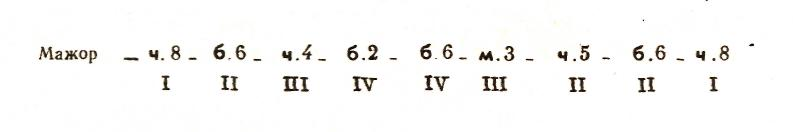 Мажор – ч.8 – б.6 – ч.4 – б.2 – б.6 – м.3 – ч.5 – б.6 – ч.8
I II III IV IV III II II I